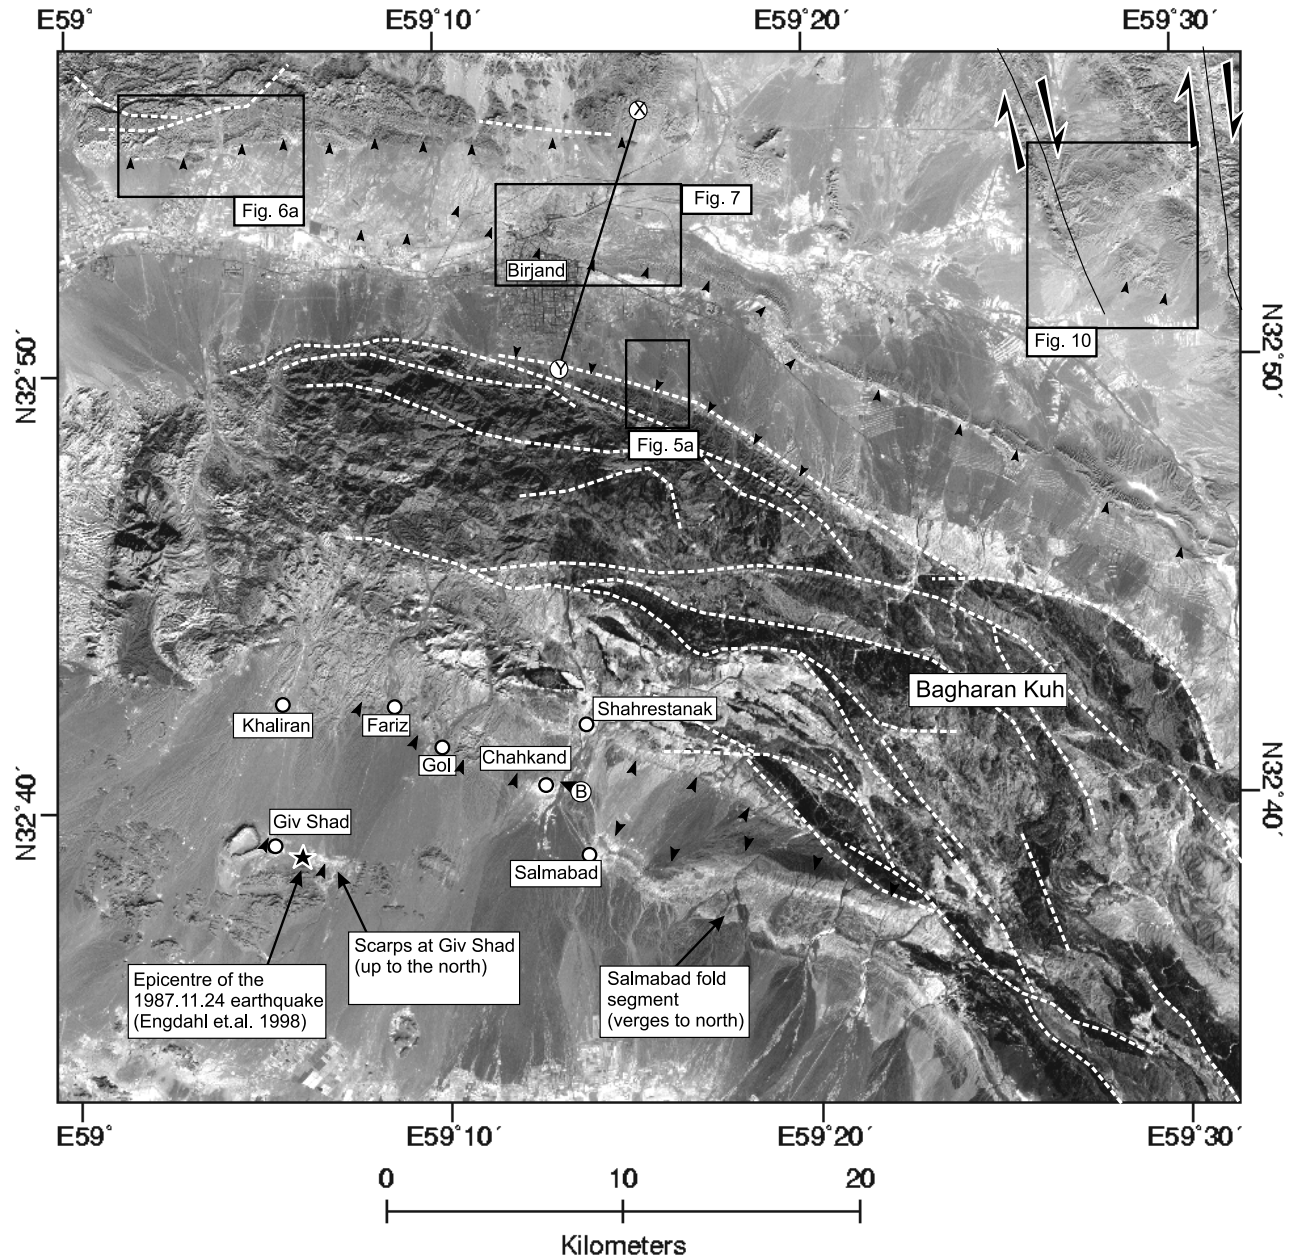 E59°
E59°10´
E59°20´
E59°30´
X
Fig. 6a
Fig. 7
Birjand
Fig. 10
N32°50´
N32°50´
Y
Fig. 5a
Bagharan Kuh
Khaliran
Fariz
Shahrestanak
Gol
Chahkand
B
N32°40´
N32°40´
Giv Shad
Salmabad
Scarps at Giv Shad
(up to the north)
Epicentre of the
1987.11.24 earthquake
(Engdahl et.al. 1998)
Salmabad fold
segment
(verges to north)
E59°
E59°10´
E59°20´
E59°30´
0
10
20
Kilometers